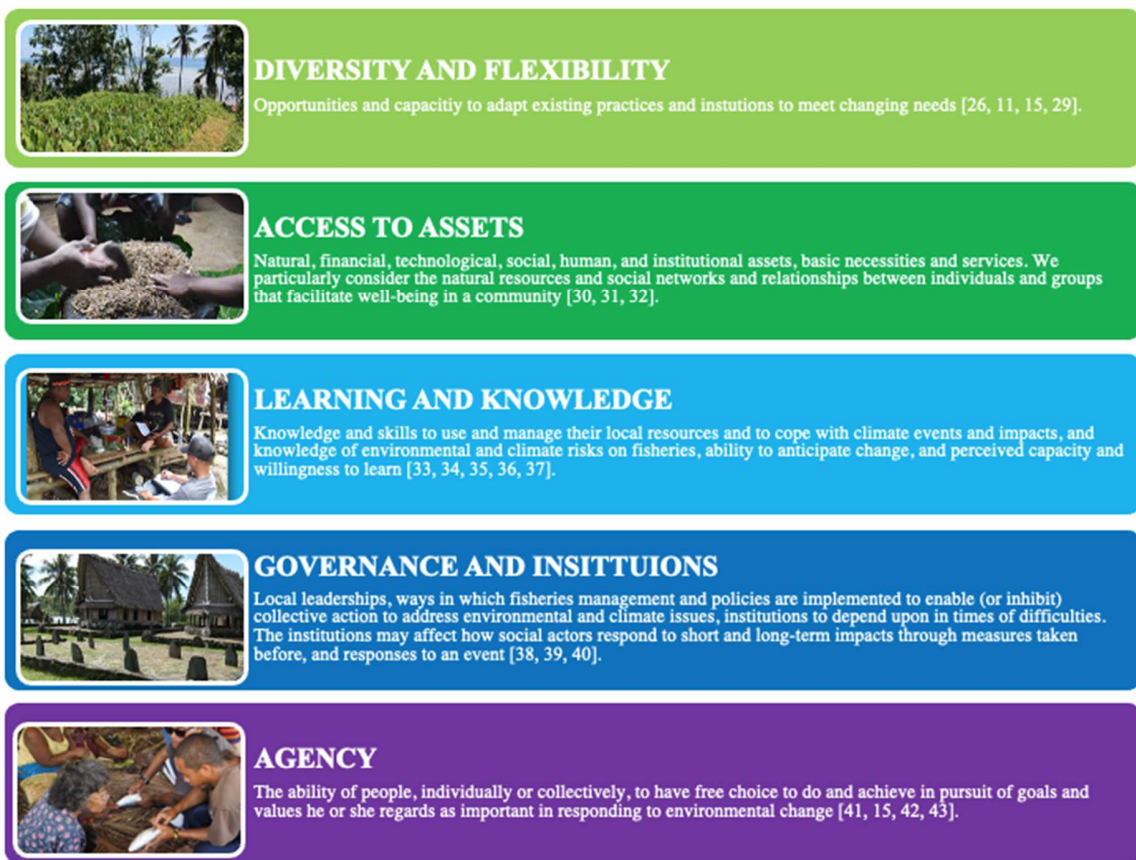 DIVERSITY AND FLEXIBILITY
Opportunities and capacitiy to adapt existing practices and instutions to meet changing needs [26, 11, 15, 29].
ACCESS TO ASSETS
Natural, financial, technological, social, human, and institutional assets, basic necessities and services. We
particularly consider the natural resources and social networks and relationships between individuals and groups
that facilitate well-being in a community [30, 31, 32].
LEARNING AND KNOWLEDGE
Knowledge and skills to use and manage their local resources and to cope with climate events and impacts, and
knowledge of environmental and climate risks on fisheries, ability to anticipate change, and perceived capacity and
willingness to learn [33, 34, 35, 36, 37].
GOVERNANCE AND INSITTUIONS
Local leaderships, ways in which fisheries management and policies are implemented to enable (or inhibit)
collective action to address environmental and climate issues, institutions to depend upon in times of difficulties.
The institutions may affect how social actors respond to short and long-term impacts through measures taken
before, and responses to an event [38, 39, 40].
AGENCY
The ability of people, individually or collectively, to have free choice to do and achieve in pursuit of goals and
values he or she regards as important in responding to environmental change [41, 15, 42, 43].